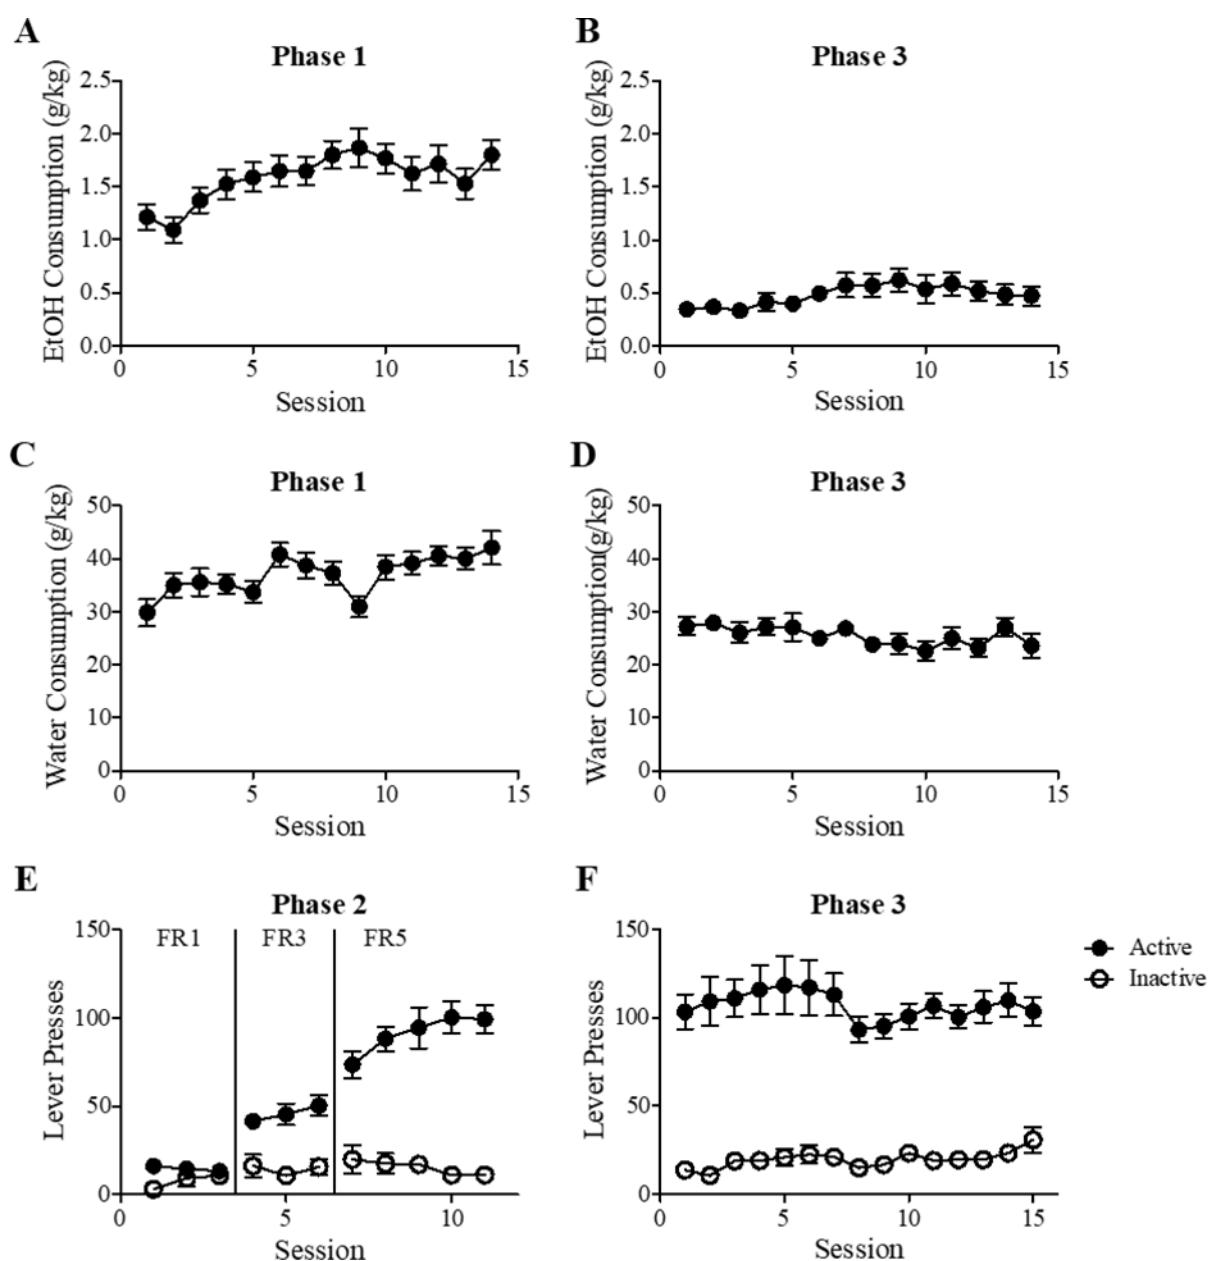 A
Phase 1
EtOH Consumption (g/kg)
2.5
2.0
1.5
1.0
0.5
0.0
0 5 10 15
Session
B
Phase 3
EtOH Consumption (g/kg)
2.5
2.0
1.5
1.0
0.5
0.0
0 5 10 15
Session
C
Phase 1
Water Consumption (g/kg)
50
40
30
20
10
0
0 5 10 15
Session
D
Phase 3
Water Consumption(g/kg)
50
40
30
20
10
0
0 5 10 15
Session
E
Phase 2
Lever Presses
150
100
50
0
FR1 FR3 FR5
0 5 10
Session
F
Phase 3
Lever Presses
150
100
50
0
0 5 10 15
Session
Active
Inactive